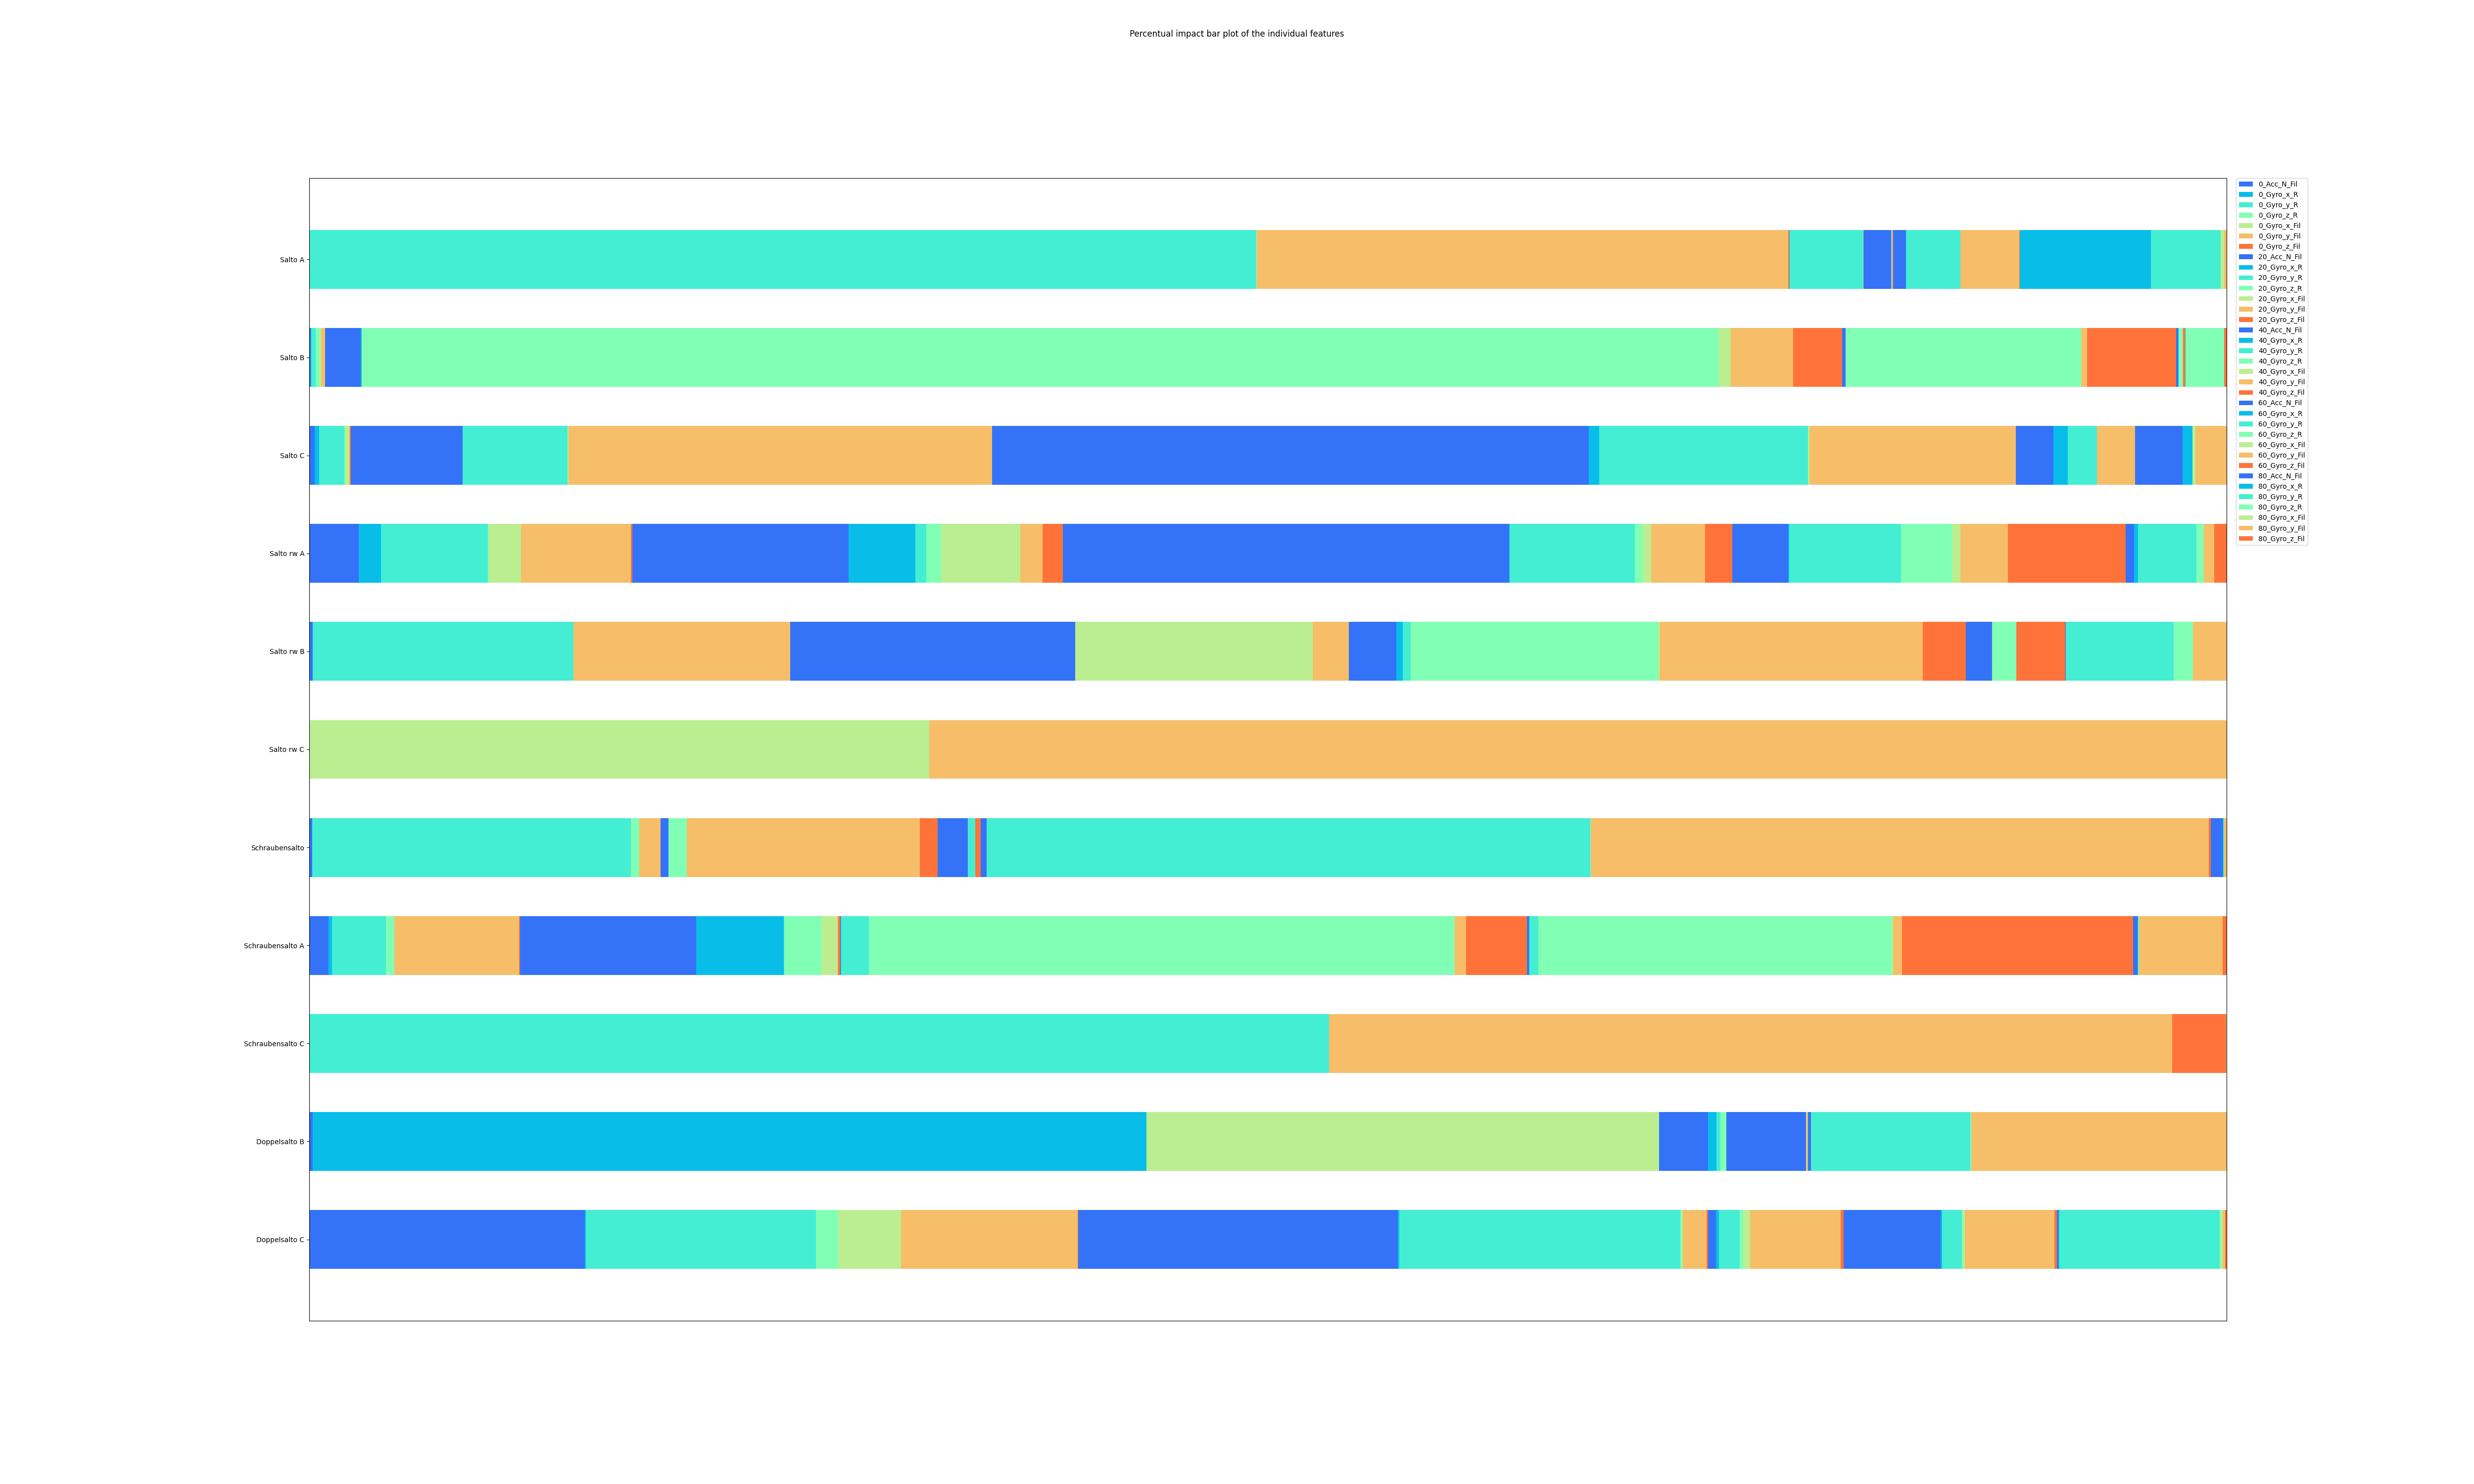 Percentual impact bar plot of the individual features
Salto A
Salto B
Salto C
Salto rw A
Salto rw B
Salto rw C
Schraubensalto
Schraubensalto A
Schraubensalto C
Doppelsalto B
Doppelsalto C
0_Acc_N_Fil
0_Gyro_x_R
0_Gyro_y_R
0_Gyro_z_R
0_Gyro_x_Fil
0_Gyro_y_Fil
0_Gyro_z_Fil
20_Acc_N_Fil
20_Gyro_x_R
20_Gyro_y_R
20_Gyro_z_R
20_Gyro_x_Fil
20_Gyro_y_Fil
20_Gyro_z_Fil
40_Acc_N_Fil
40_Gyro_x_R
40_Gyro_y_R
40_Gyro_z_R
40_Gyro_x_Fil
40_Gyro_y_Fil
40_Gyro_z_Fil
60_Acc_N_Fil
60_Gyro_x_R
60_Gyro_y_R
60_Gyro_z_R
60_Gyro_x_Fil
60_Gyro_y_Fil
60_Gyro_z_Fil
80_Acc_N_Fil
80_Gyro_x_R
80_Gyro_y_R
80_Gyro_z_R
80_Gyro_x_Fil
80_Gyro_y_Fil
80_Gyro_z_Fil